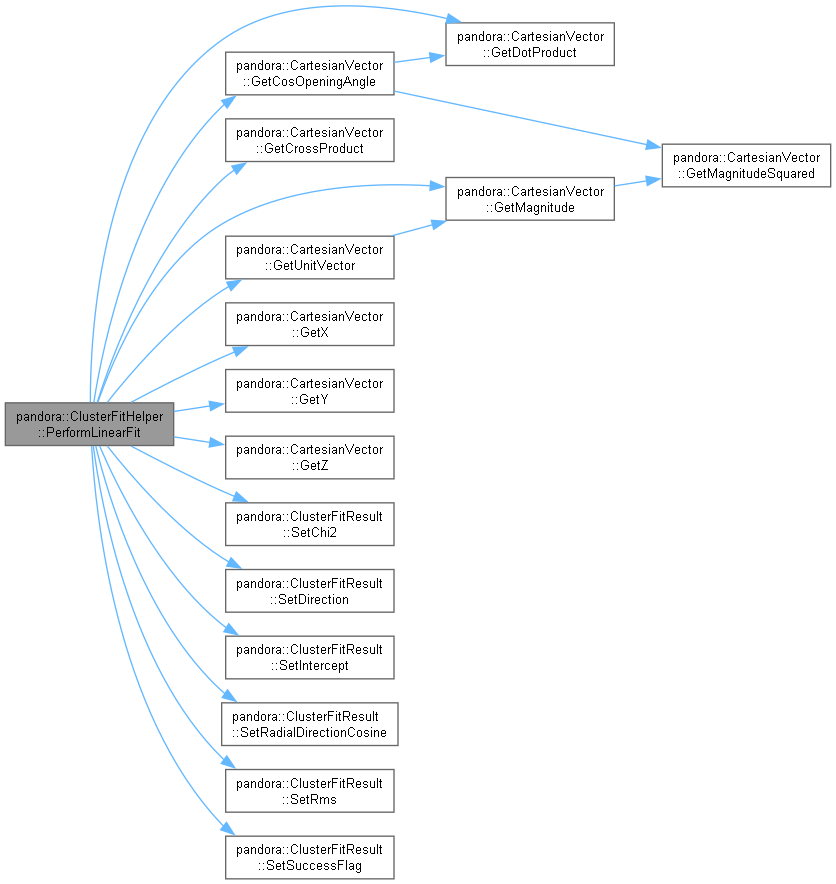 pandora::CartesianVector
::GetDotProduct
pandora::CartesianVector
::GetCosOpeningAngle
pandora::CartesianVector
::GetCrossProduct
pandora::CartesianVector
::GetMagnitudeSquared
pandora::CartesianVector
::GetMagnitude
pandora::CartesianVector
::GetUnitVector
pandora::CartesianVector
::GetX
pandora::CartesianVector
::GetY
pandora::ClusterFitHelper
::PerformLinearFit
pandora::CartesianVector
::GetZ
pandora::ClusterFitResult
::SetChi2
pandora::ClusterFitResult
::SetDirection
pandora::ClusterFitResult
::SetIntercept
pandora::ClusterFitResult
::SetRadialDirectionCosine
pandora::ClusterFitResult
::SetRms
pandora::ClusterFitResult
::SetSuccessFlag